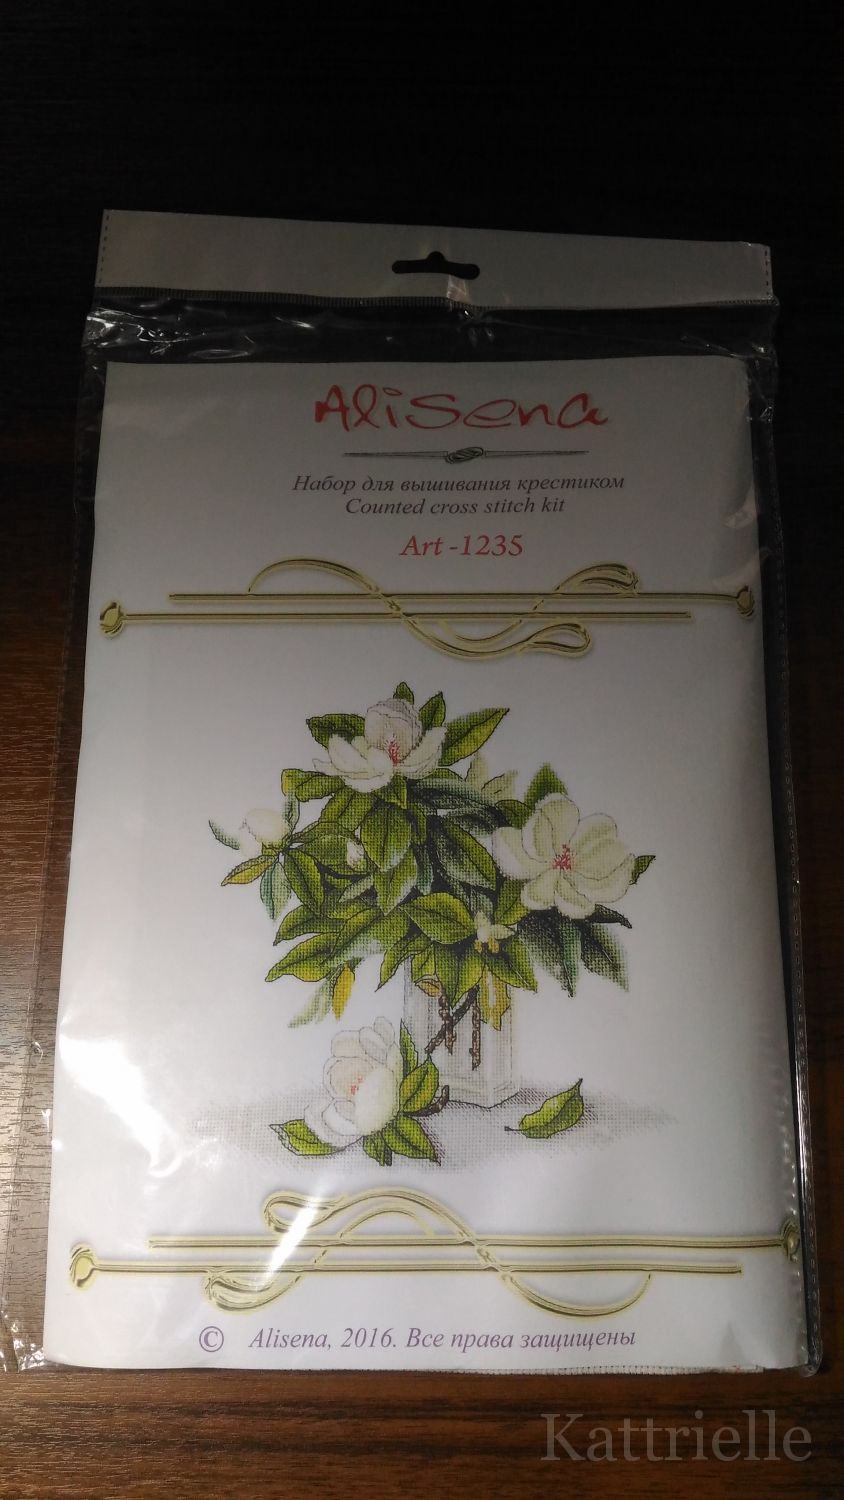 Alisena
Набор для вышивания крестиком
Counted cross stitch kit
Art -1235
© Alisena, 2016. Все права защищены
Kattrielle